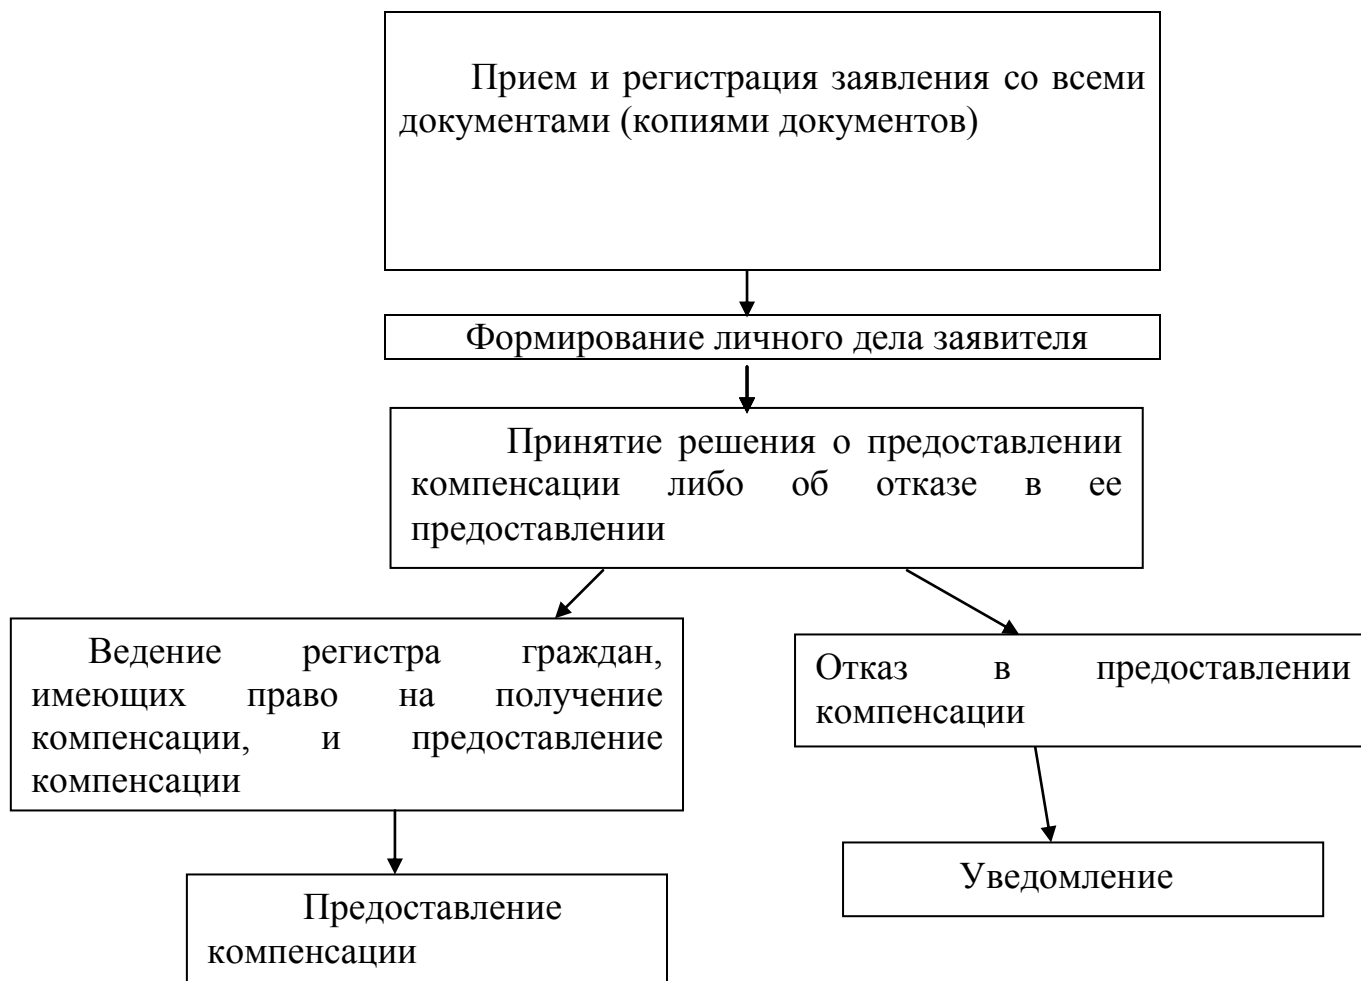 Прием и регистрация заявления со всеми
документами (копиями документов)
Формирование личного дела заявителя
Принятие решения о предоставлении
компенсации либо об отказе в ее
предоставлении
Ведение регистра граждан,
имеющих право на получение
компенсации, и предоставление
компенсации
Отказ в предоставлении
компенсации
Уведомление
Предоставление
компенсации